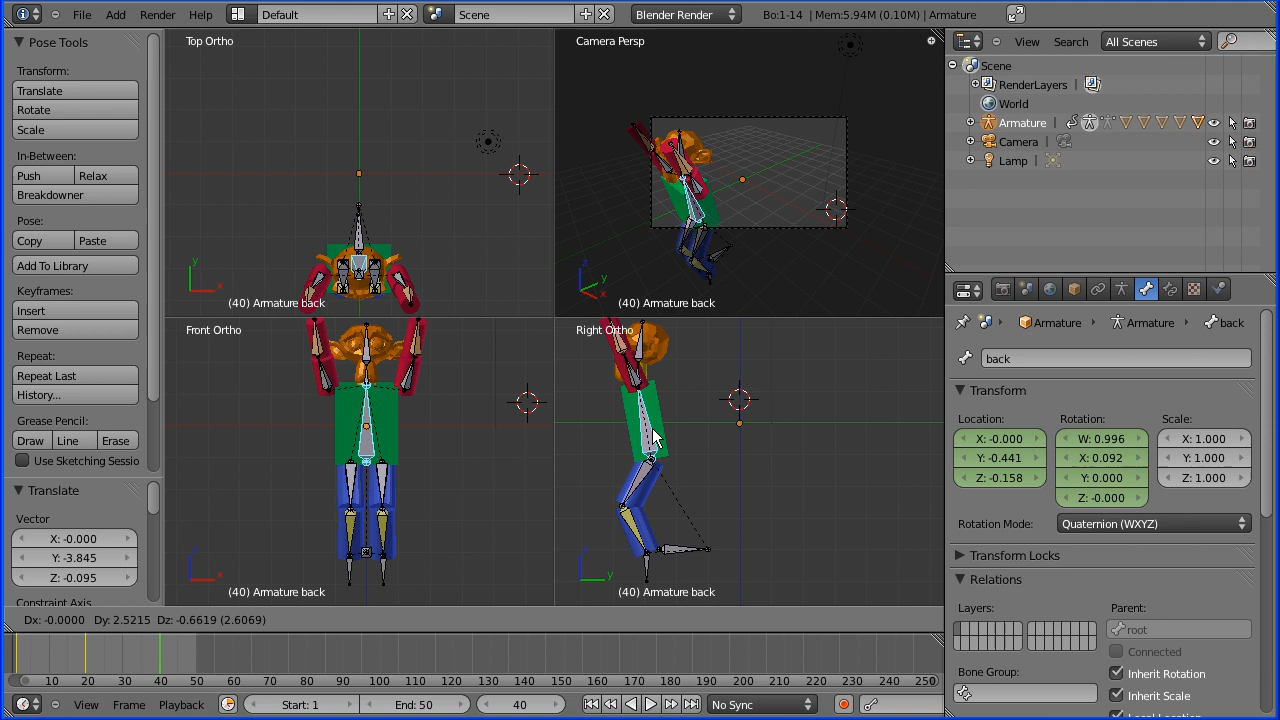 File Add Render Help Default Scene Blender Render Bo:1-14 | Mem:5.94M (0.10M) | Armature
Pose Tools
Transform:
Translate
Rotate
Scale
In-Between:
Push Relax
Breakdowner
Pose:
Copy Paste
Add To Library
Keyframes:
Insert
Remove
Repeat:
Repeat Last
History...
Grease Pencil:
Draw Line Erase
Use Sketching Sessio
Translate
Vector
X: -0.000
Y: -3.845
Z: -0.095
Constraint Axis
Top Ortho
y
x
(40) Armature back
Camera Persp
z
y
x
(40) Armature back
Front Ortho
x
(40) Armature back
Right Ortho
y
(40) Armature back
View Search All Scenes
Scene
RenderLayers |
World
Armature |
Camera |
Lamp |
Armature Armature back
back
Transform
Location: Rotation: Scale:
X: -0.000 W: 0.996 X: 1.000
Y: -0.441 X: 0.092 Y: 1.000
Z: -0.158 Y: 0.000 Z: 1.000
Z: -0.000
Rotation Mode: Quaternion (WXYZ)
Transform Locks
Relations
Layers: Parent:
root
Connected
Bone Group: Inherit Rotation
Inherit Scale
Local Location
Dx: -0.0000 Dy: 2.5215 Dz: -0.6619 (2.6069)
10 20 30 40 50 60 70 80 90 100 110 120 130 140 150 160 170 180 190 200 210 220 230 240 250
View Frame Playback Start: 1 End: 50 40 No Sync